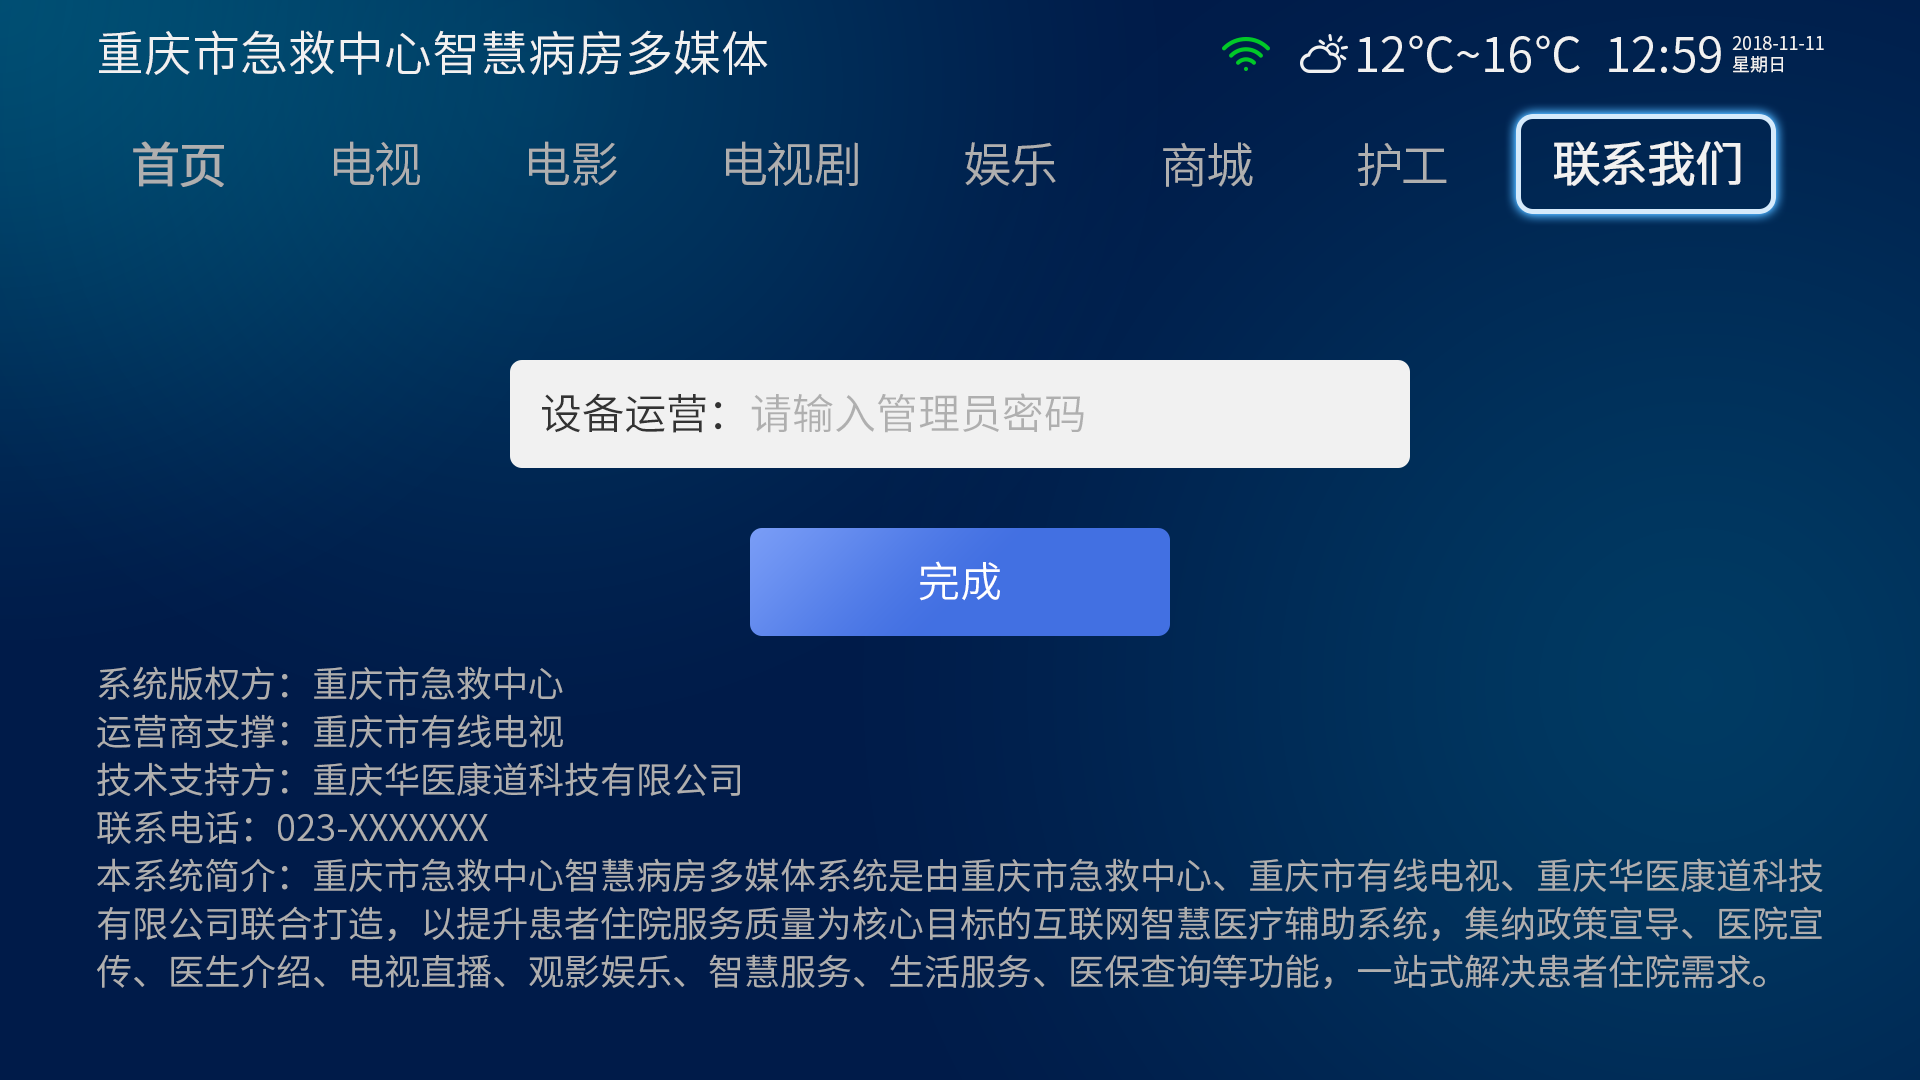 重庆市急救中心智慧病房多媒体
12°C~16°C 12:59 2018-11-11
星期日
首页 电视 电影 电视剧 娱乐 商城 护工 联系我们
设备运营：请输入管理员密码
完成
系统版权方：重庆市急救中心
运营商支撑：重庆市有线电视
技术支持方：重庆华医康道科技有限公司
联系电话：023-XXXXXXX
本系统简介：重庆市急救中心智慧病房多媒体系统是由重庆市急救中心、重庆市有线电视、重庆华医康道科技
有限公司联合打造，以提升患者住院服务质量为核心目标的互联网智慧医疗辅助系统，集纳政策宣导、医院宣
传、医生介绍、电视直播、观影娱乐、智慧服务、生活服务、医保查询等功能，一站式解决患者住院需求。